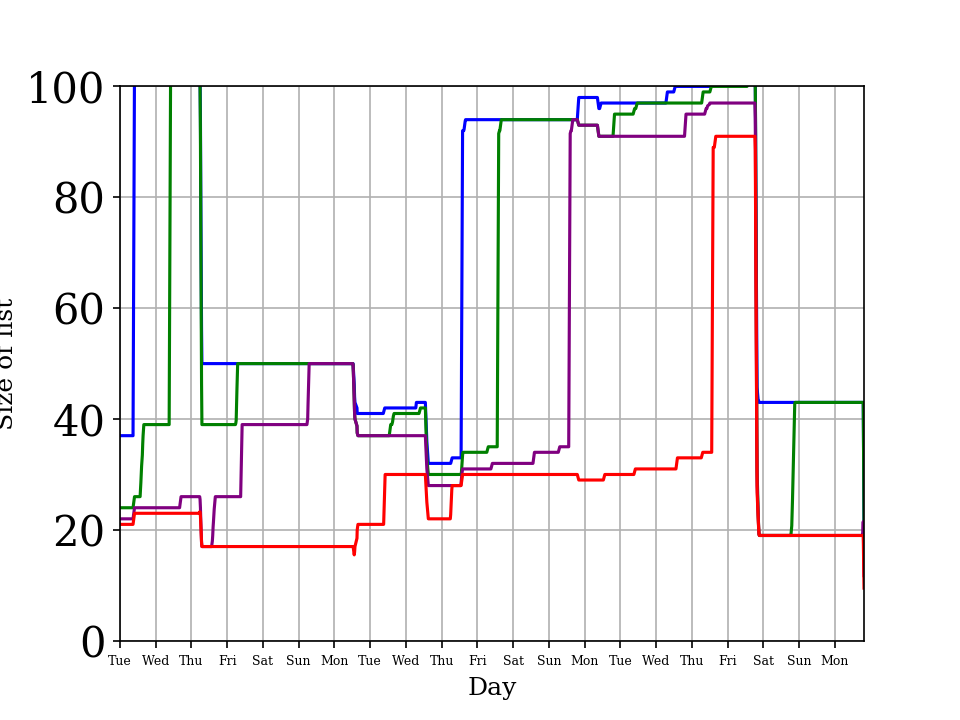 100
80
60
40
20
0
Size of list
Tue Wed Thu Fri Sat Sun Mon Tue Wed Thu Fri Sat Sun Mon Tue Wed Thu Fri Sat Sun Mon
Day